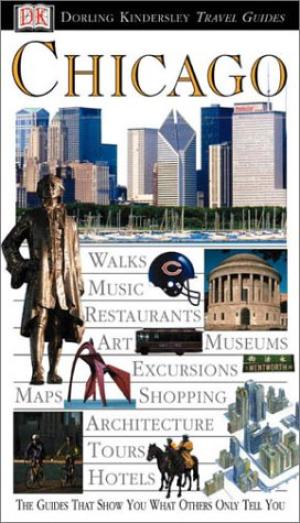 DK
DORLING KINDERSLEY TRAVEL GUIDES
CHICAGO
WALKS
MUSIC
RESTAURANTS
ART MUSEUMS
EXCURSIONS
WENTWORTH
MAPS SHOPPING
ARCHITECTURE
TOURS
HOTELS
THE GUIDES THAT SHOW YOU WHAT OTHERS ONLY TELL YOU